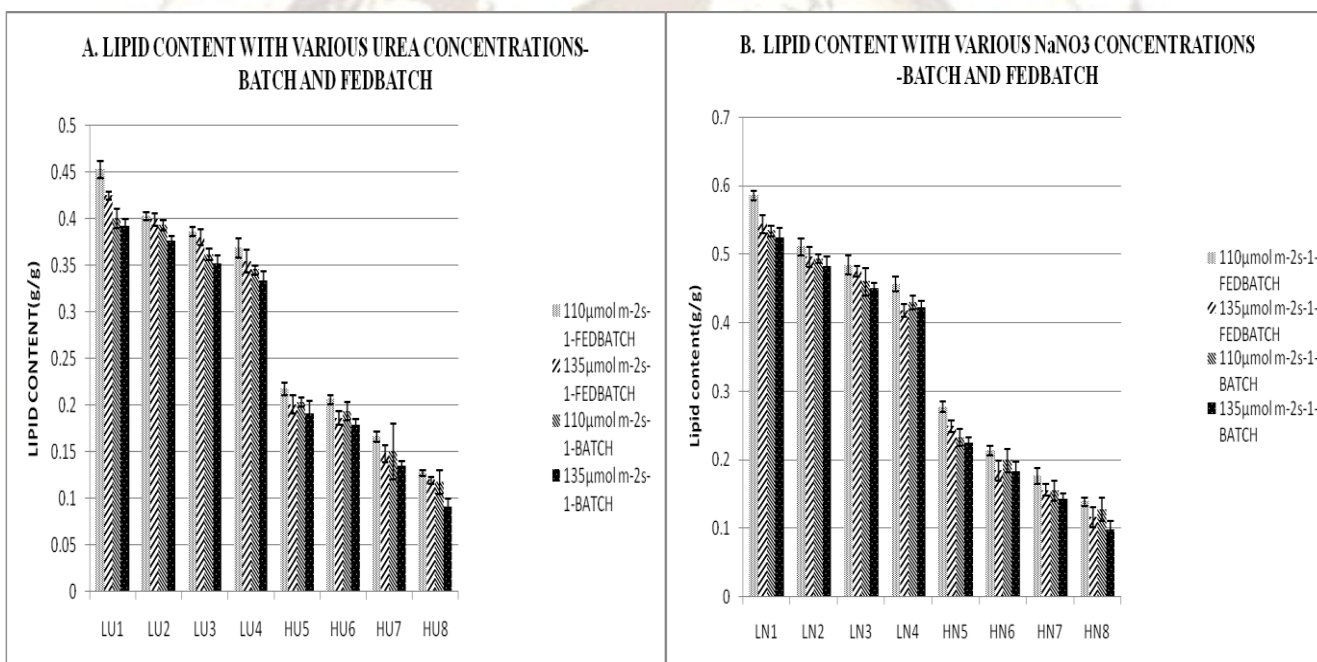 A. LIPID CONTENT WITH VARIOUS UREA CONCENTRATIONS-
BATCH AND FEDBATCH
LIPID CONTENT(g/g)
0.5
0.45
0.4
0.35
0.3
0.25
0.2
0.15
0.1
0.05
0
LU1 LU2 LU3 LU4 HU5 HU6 HU7 HU8
110µmol m-2s-
1-FEDBATCH
135µmol m-2s-
1-FEDBATCH
110µmol m-2s-
1-BATCH
135µmol m-2s-
1-BATCH
B. LIPID CONTENT WITH VARIOUS NaNO3 CONCENTRATIONS
-BATCH AND FEDBATCH
Lipid content(g/g)
0.7
0.6
0.5
0.4
0.3
0.2
0.1
0
LN1 LN2 LN3 LN4 HN5 HN6 HN7 HN8
110µmol m-2s-1-
FEDBATCH
135µmol m-2s-1-
FEDBATCH
110µmol m-2s-1-
BATCH
135µmol m-2s-1-
BATCH